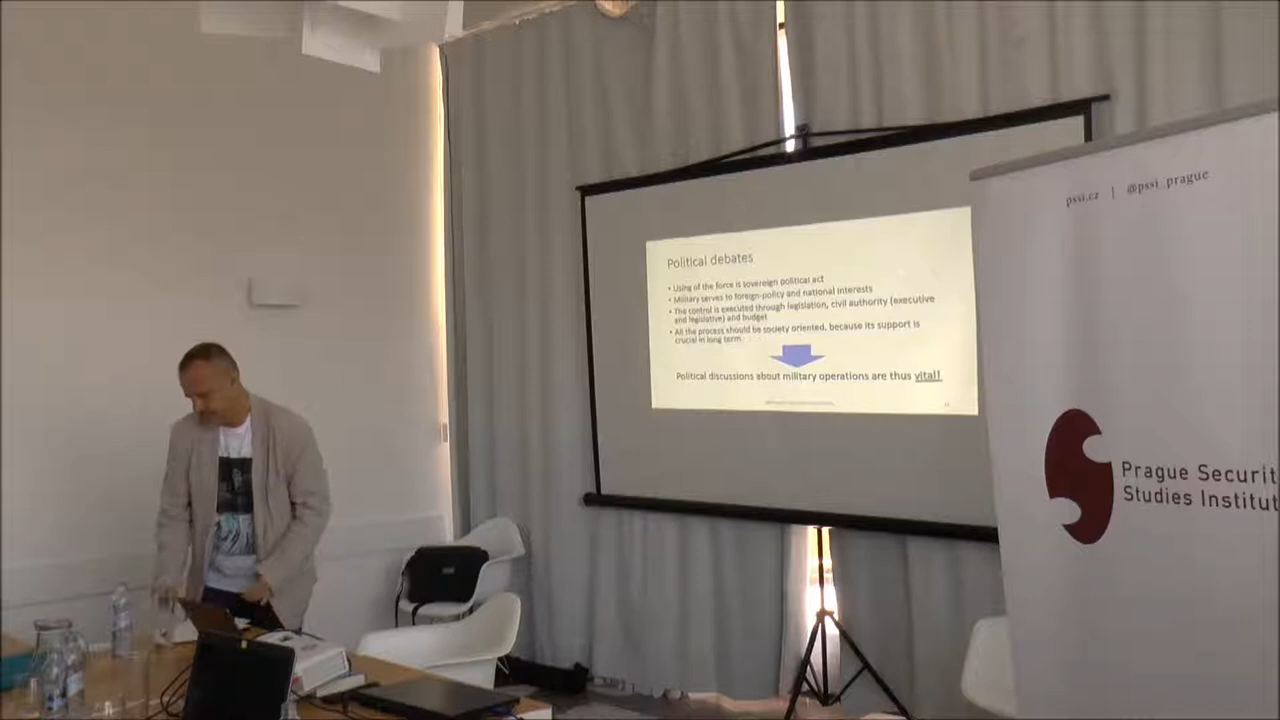 Political debates
• Using of the force is sovereign political act
• Military serves to foreign-policy and national interests
• The control is executed through legislation, civil authority (executive
and legislative) and budget
• All the process should be society oriented, because its support is
crucial in long term
Political discussions about military operations are thus vital!
pssi.cz | @pssi_prague
Prague Securit
Studies Institut